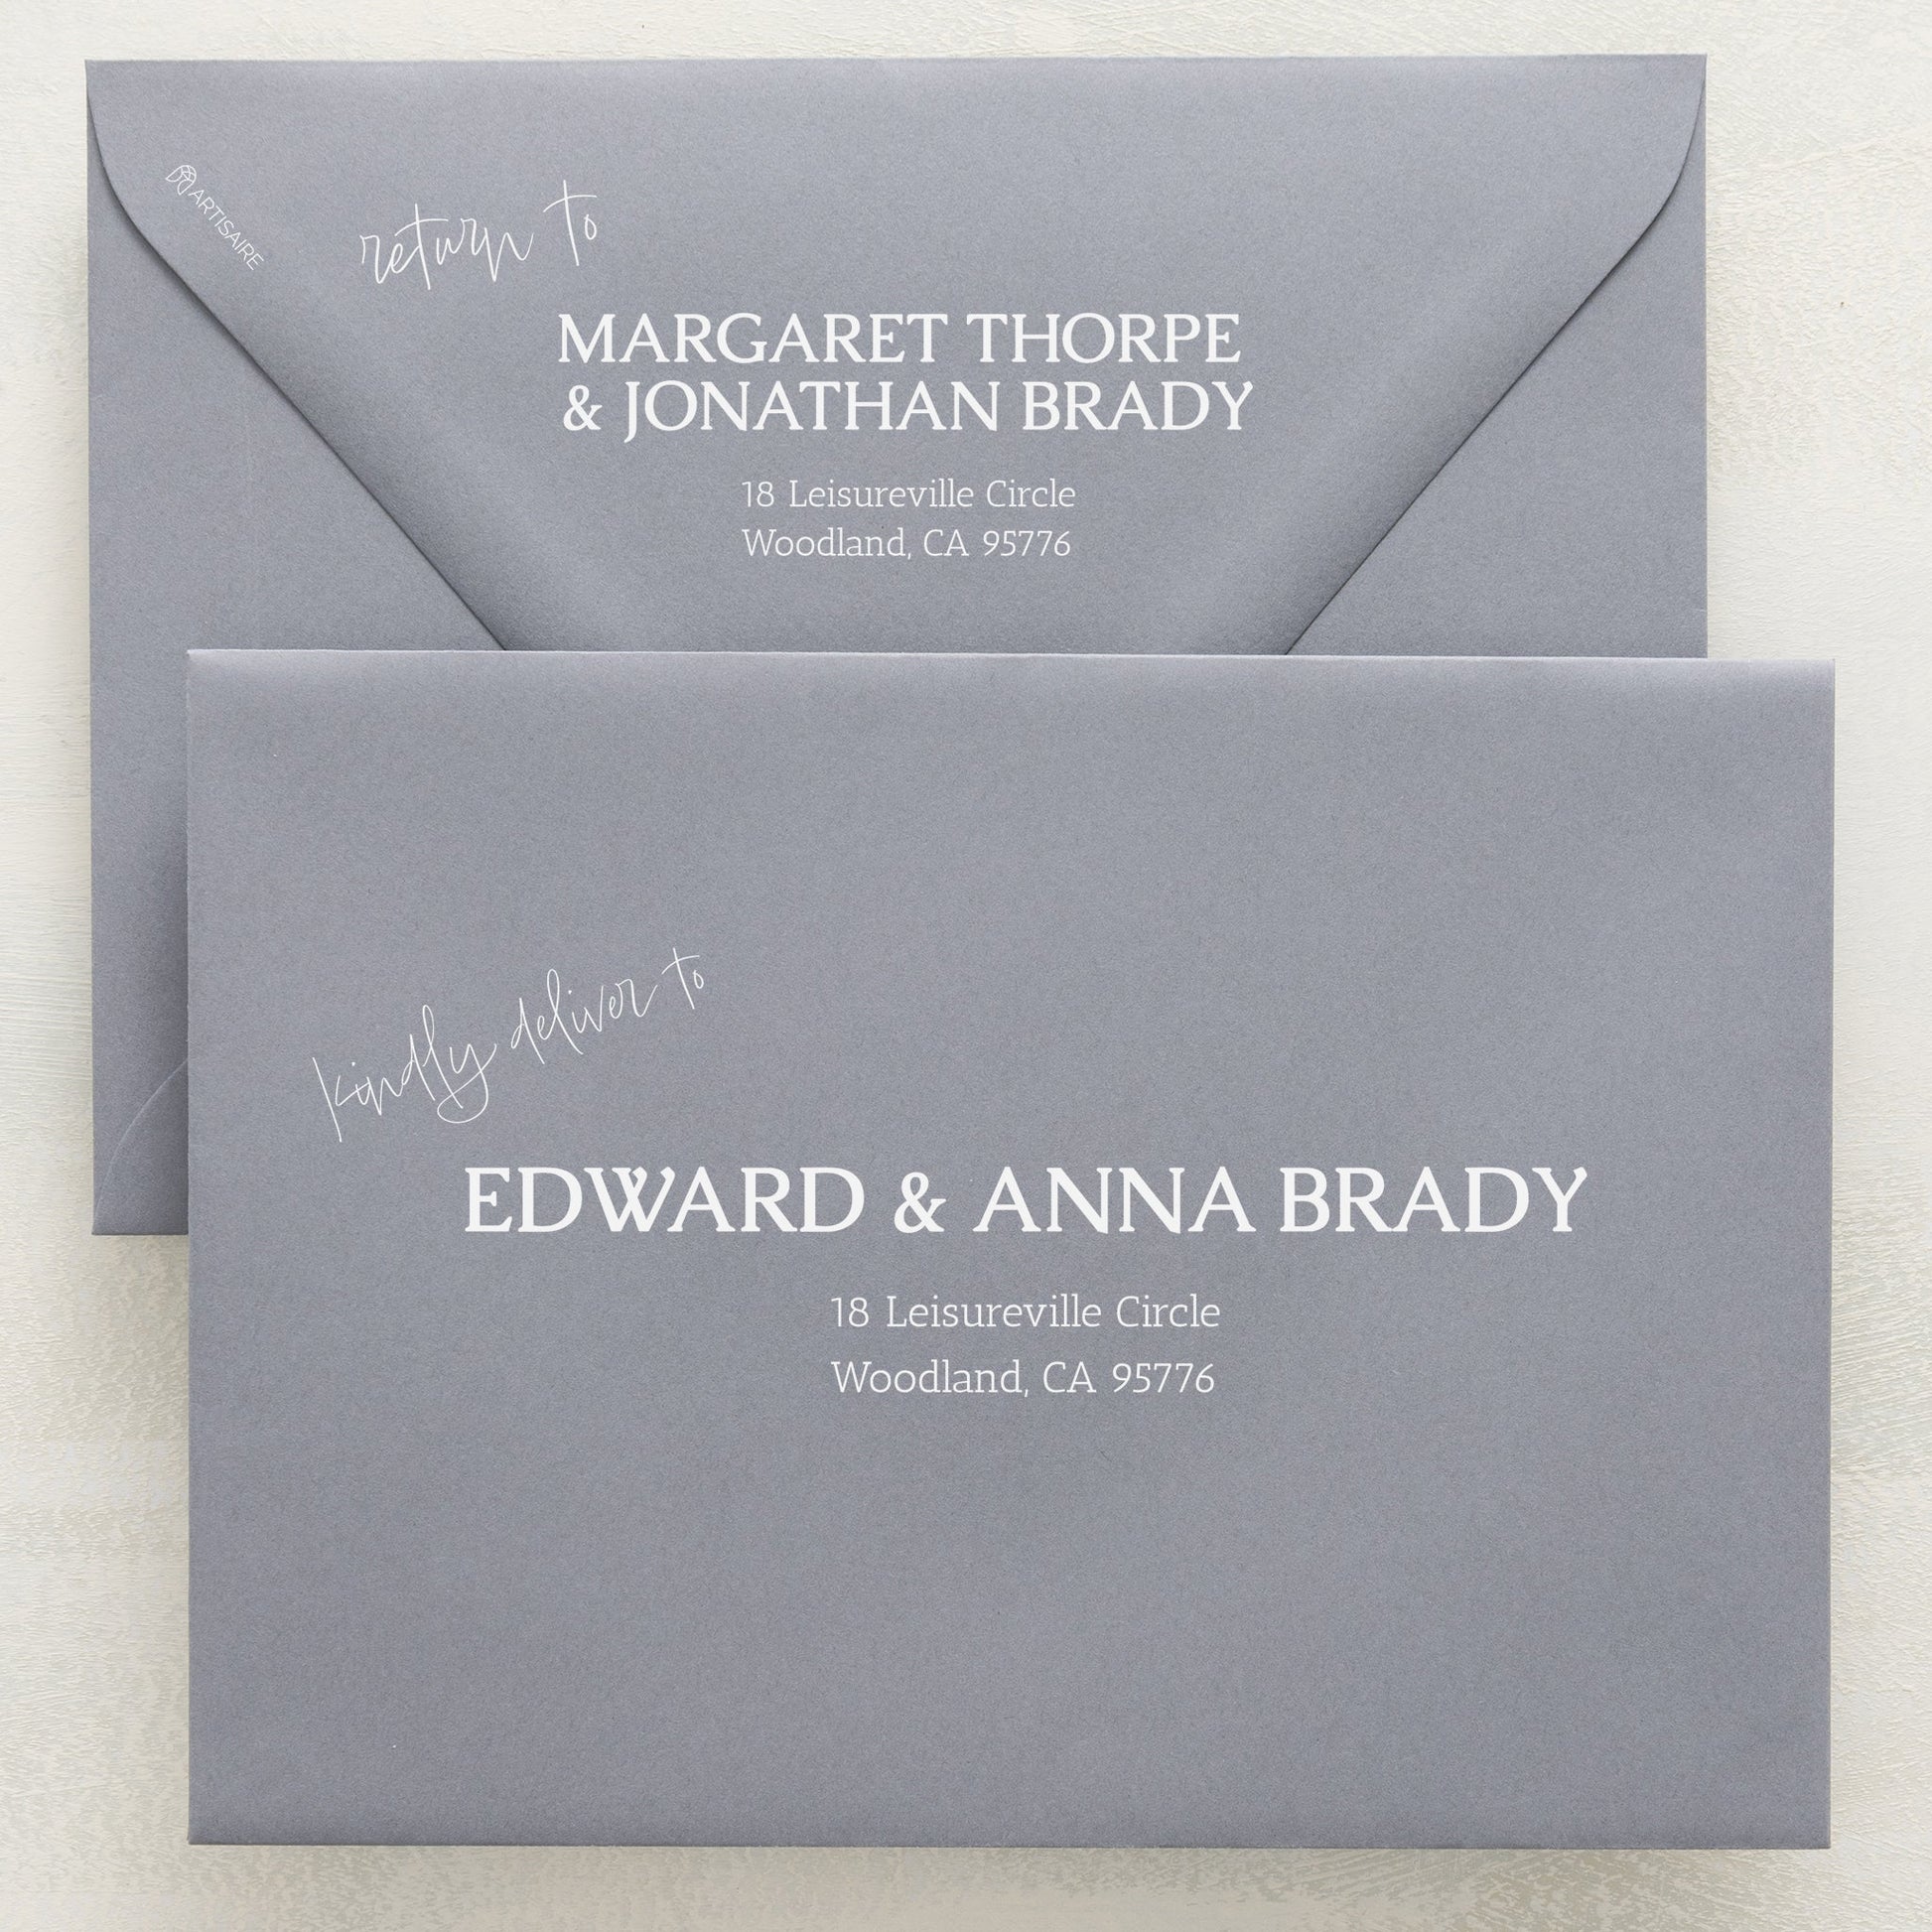 ARTISAIRE
return to
MARGARET THORPE
& JONATHAN BRADY
18 Leisureville Circle
Woodland, CA 95776
kindly deliver to
EDWARD & ANNA BRADY
18 Leisureville Circle
Woodland, CA 95776